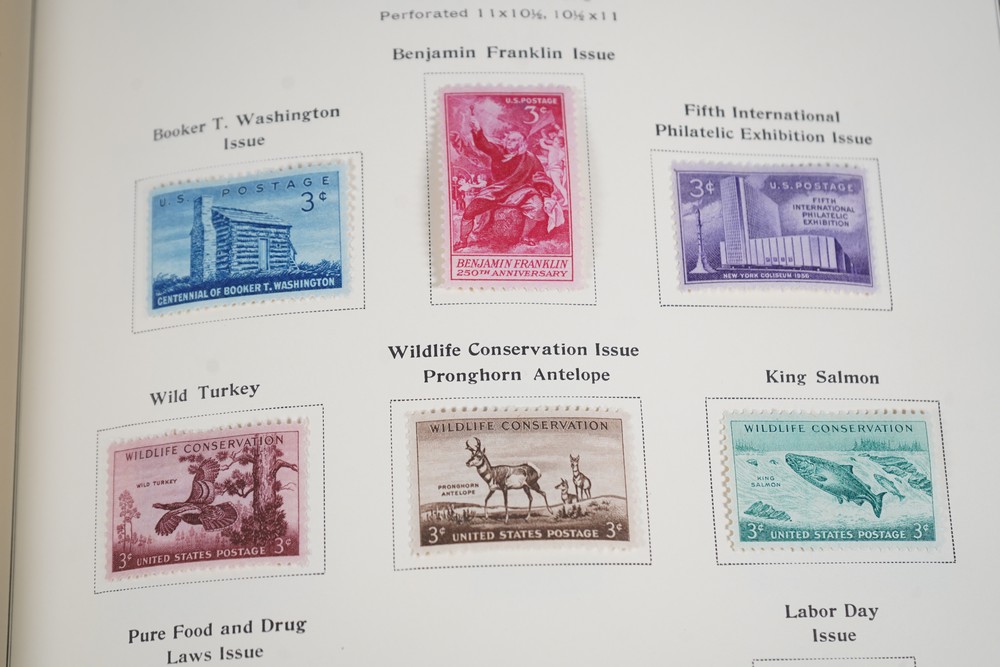 Perforated 11x10½, 10½x11
Benjamin Franklin Issue
Booker T. Washington
Issue
Fifth International
Philatelic Exhibition Issue
U.S. POSTAGE
3¢
CENTENNIAL OF BOOKER T. WASHINGTON
U.S. POSTAGE
3¢
BENJAMIN FRANKLIN
250TH ANNIVERSARY
3¢ U.S. POSTAGE
FIFTH
INTERNATIONAL
PHILATELIC
EXHIBITION
NEW YORK COLISEUM 1956
Wildlife Conservation Issue
Wild Turkey
Pronghorn Antelope
King Salmon
WILDLIFE CONSERVATION
WILD TURKEY
3¢ UNITED STATES POSTAGE 3¢
WILDLIFE CONSERVATION
PRONGHORN
ANTELOPE
3¢ UNITED STATES POSTAGE 3¢
WILDLIFE CONSERVATION
KING
SALMON
3¢ UNITED STATES POSTAGE 3¢
Pure Food and Drug
Laws Issue
Labor Day
Issue